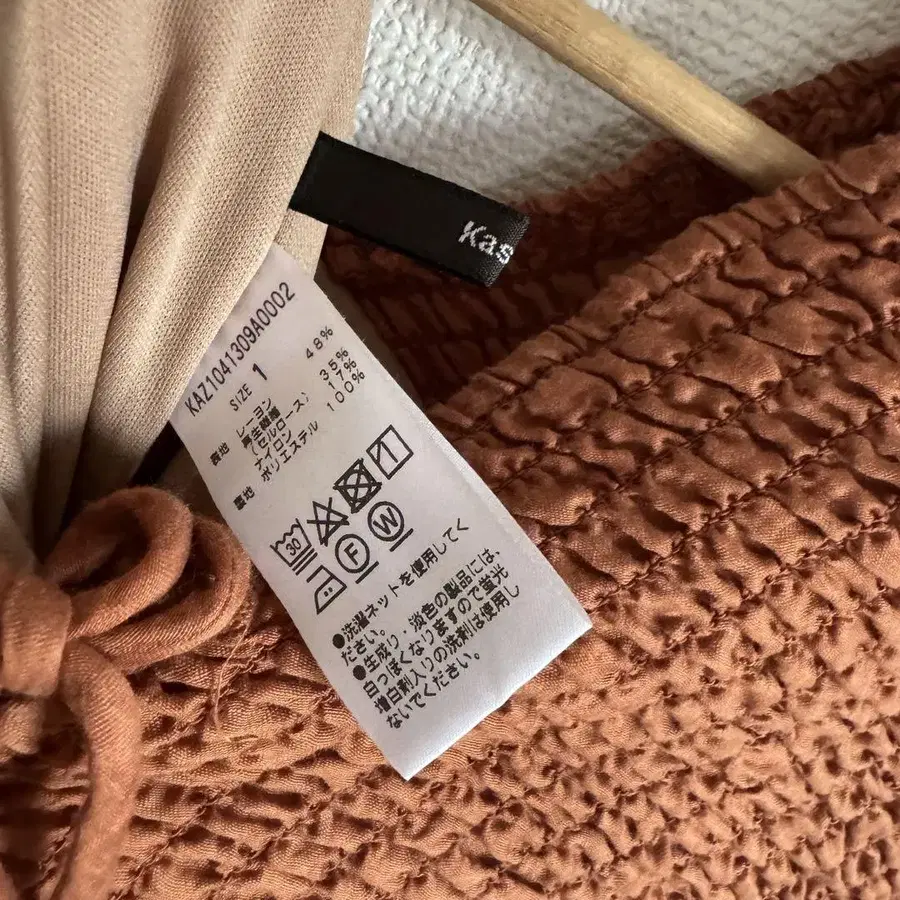 Kas
KAZ1041309A0002
SIZE 1
表地 レーヨン 48%
再生繊維
(セルロース) 35%
ナイロン 17%
裏地 ポリエステル 100%
30
F W
●洗濯ネットを使用してく
ださい。
●生成り、淡色の製品には、
白っぽくなりますので蛍光
増白剤入りの洗剤は使用し
ないでください。